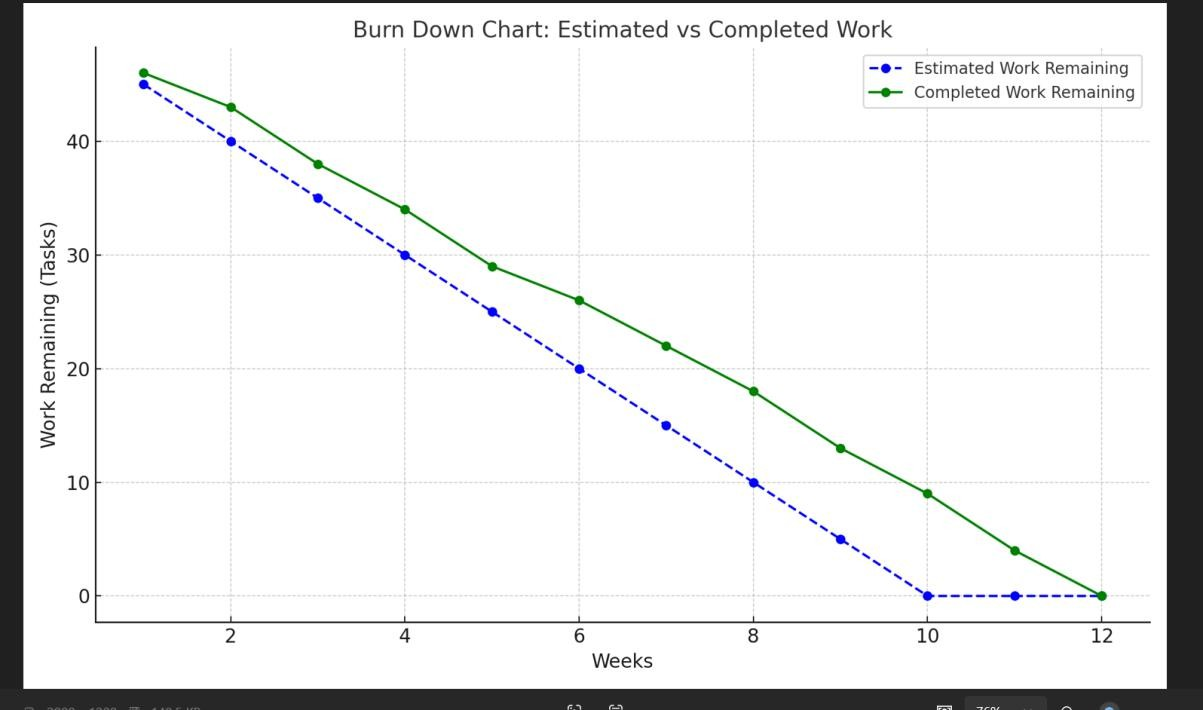 Burn Down Chart: Estimated vs Completed Work
Estimated Work Remaining
Completed Work Remaining
Work Remaining (Tasks)
40
30
20
10
0
2 4 6 8 10 12
Weeks